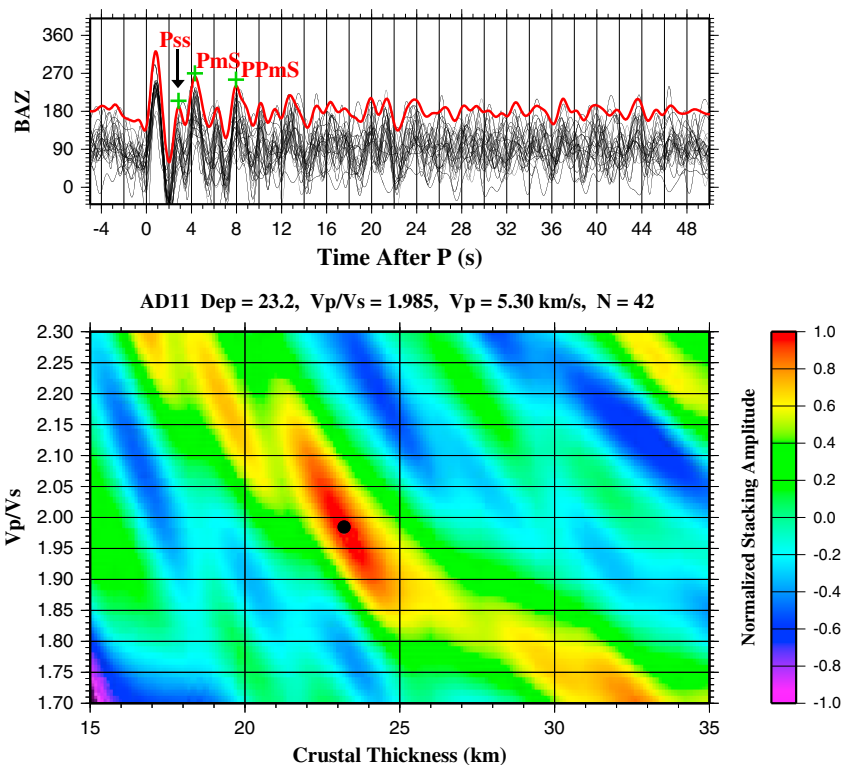 360
270
180
90
0
BAZ
Pss
PmS
PPmS
-4 0 4 8 12 16 20 24 28 32 36 40 44 48
Time After P (s)
AD11 Dep = 23.2, Vp/Vs = 1.985, Vp = 5.30 km/s, N = 42
2.30
2.25
2.20
2.15
2.10
2.05
2.00
1.95
1.90
1.85
1.80
1.75
1.70
Vp/Vs
15 20 25 30 35
Crustal Thickness (km)
Normalized Stacking Amplitude
1.0
0.8
0.6
0.4
0.2
0.0
-0.2
-0.4
-0.6
-0.8
-1.0